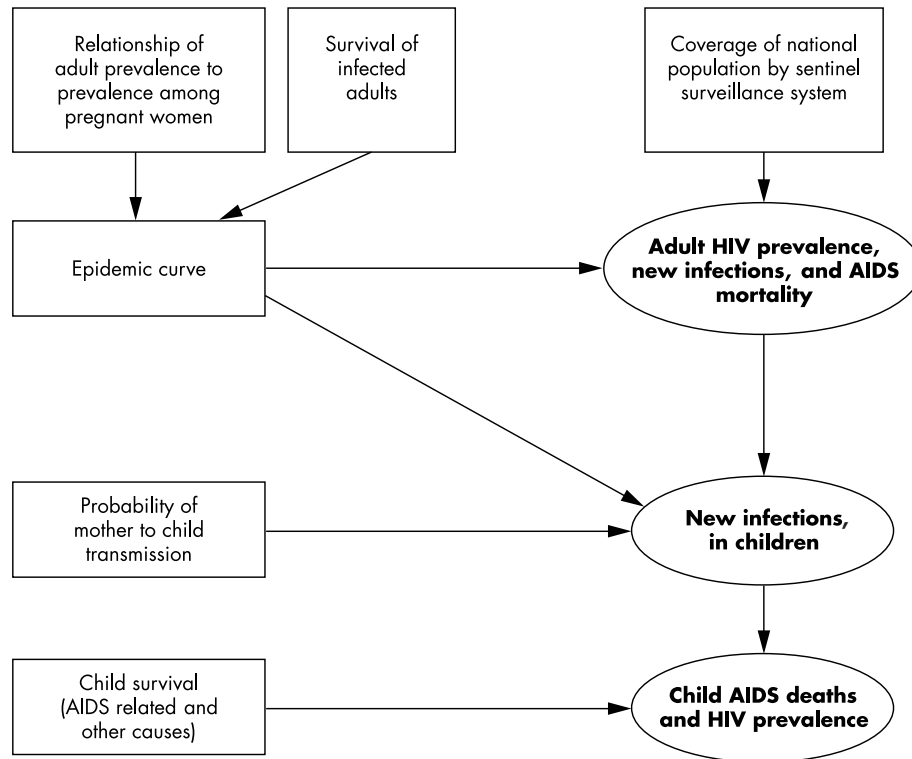 Relationship of
adult prevalence to
prevalence among
pregnant women
Survival of
infected
adults
Coverage of national
population by sentinel
surveillance system
Epidemic curve
Adult HIV prevalence,
new infections, and AIDS
mortality
Probability of
mother to child
transmission
New infections,
in children
Child survival
(AIDS related and
other causes)
Child AIDS deaths
and HIV prevalence